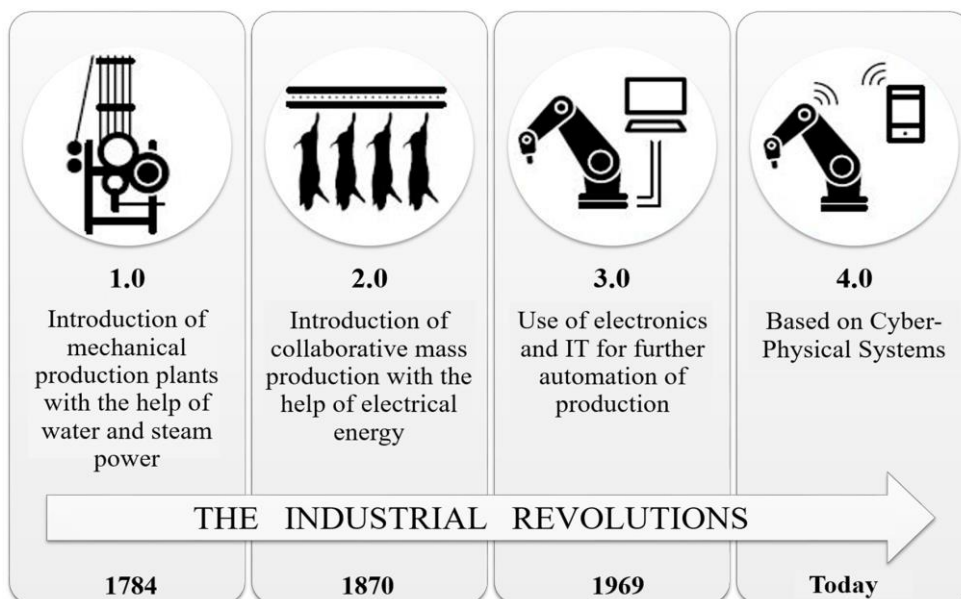 1.0
Introduction of
mechanical
production plants
with the help of
water and steam
power
2.0
Introduction of
collaborative mass
production with the
help of electrical
energy
3.0
Use of electronics
and IT for further
automation of
production
4.0
Based on Cyber-
Physical Systems
THE INDUSTRIAL REVOLUTIONS
1784
1870
1969
Today